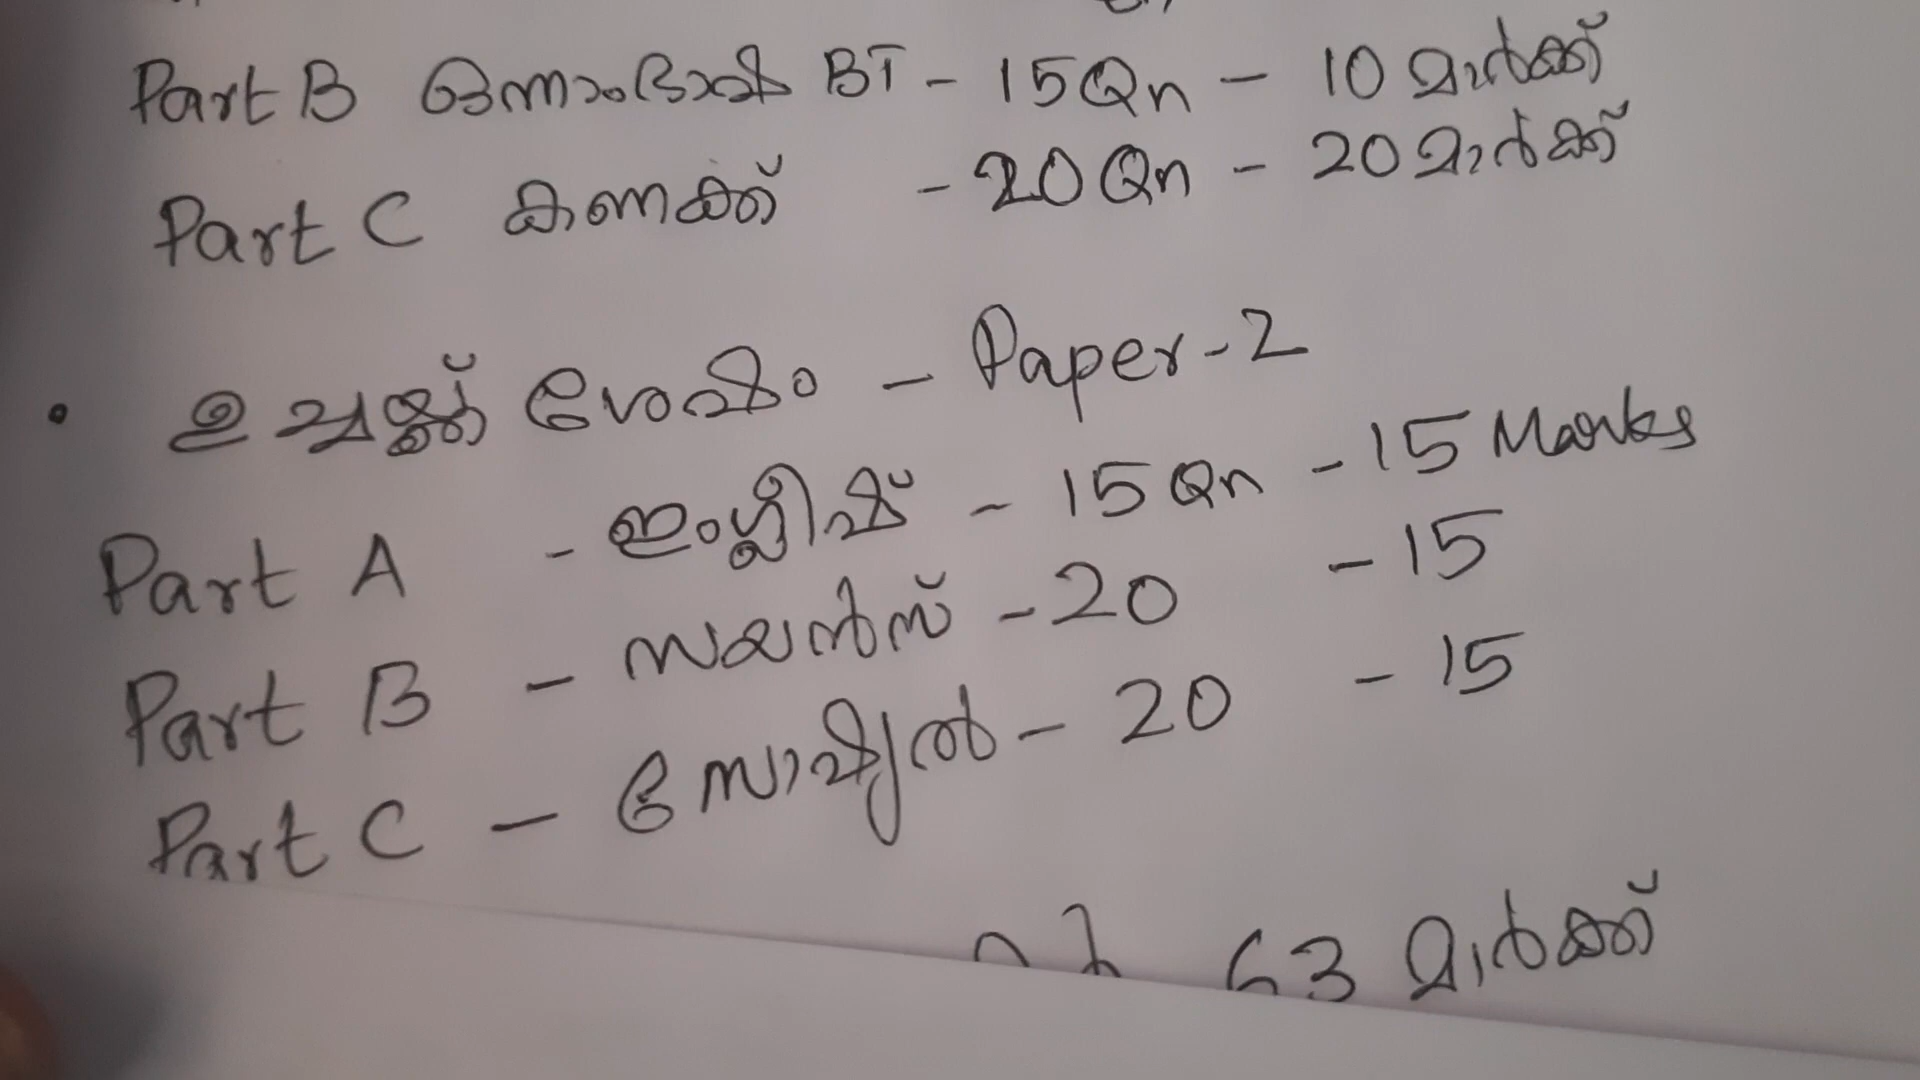 Part B ഒന്നാംഭാഷ BT - 15 Qn - 10 മാർക്ക്
Part C കണക്ക് - 20 Qn - 20 മാർക്ക്
• ഉച്ചയ്ക്ക് ശേഷം - Paper-2
Part A - ഇംഗ്ലീഷ് - 15 Qn - 15 Marks
Part B - സയൻസ് - 20 - 15
Part C - സോഷ്യൽ - 20 - 15
63 മാർക്ക്